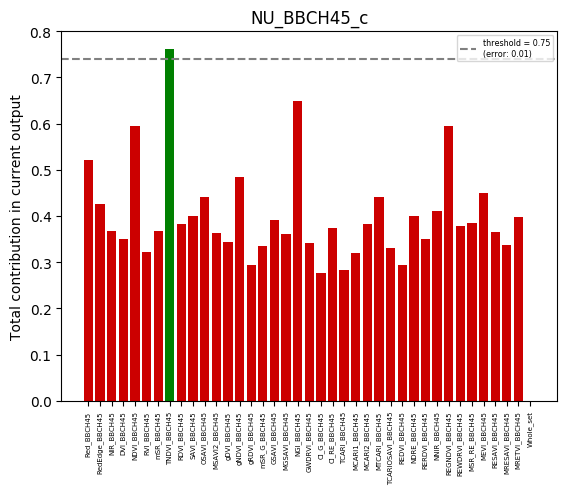 NU_BBCH45_c
threshold = 0.75
(error: 0.01)
Total contribution in current output
0.8
0.7
0.6
0.5
0.4
0.3
0.2
0.1
0.0
Red_BBCH45
RedEdge_BBCH45
NIR_BBCH45
DVI_BBCH45
NDVI_BBCH45
RVI_BBCH45
mSR_BBCH45
TNDVI_BBCH45
NDVI_BBCH45
SAVI_BBCH45
OSAVI_BBCH45
MSAVI2_BBCH45
gDVI_BBCH45
gNDVI_BBCH45
gRDVI_BBCH45
mSR_G_BBCH45
GSAVI_BBCH45
MGSAVI_BBCH45
NGI_BBCH45
GWDRVI_BBCH45
CI_G_BBCH45
CI_RE_BBCH45
TCARI_BBCH45
MCARI1_BBCH45
MCARI2_BBCH45
MTCARI_BBCH45
TCARIOSAVI_BBCH45
REDVI_BBCH45
NDRE_BBCH45
RERDVI_BBCH45
NNIR_BBCH45
REGNDVI_BBCH45
REWDRVI_BBCH45
MSR_RE_BBCH45
MEVI_BBCH45
RESAVI_BBCH45
MRESAVI_BBCH45
MRETVI_BBCH45
Whole_set